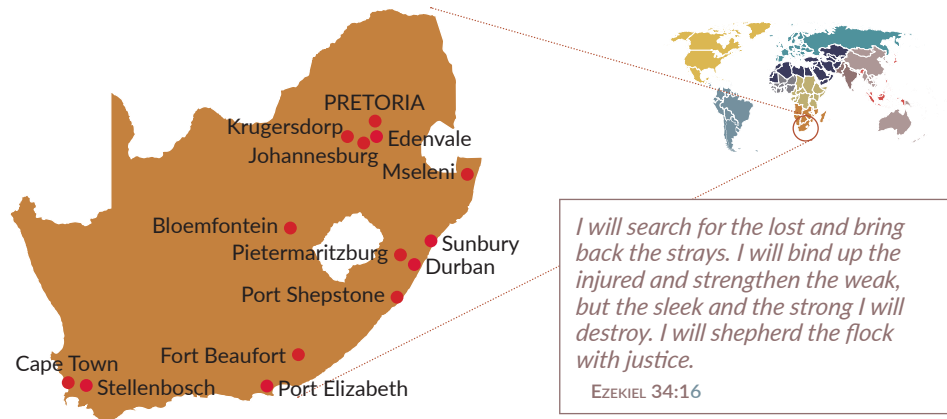 PRETORIA
Krugersdorp
Edenvale
Johannesburg
Mseleni
Bloemfontein
Sunbury
Pietermaritzburg
Durban
Port Shepstone
Fort Beaufort
Cape Town
Stellenbosch
Port Elizabeth
I will search for the lost and bring
back the strays. I will bind up the
injured and strengthen the weak,
but the sleek and the strong I will
destroy. I will shepherd the flock
with justice.
EZEKIEL 34:16